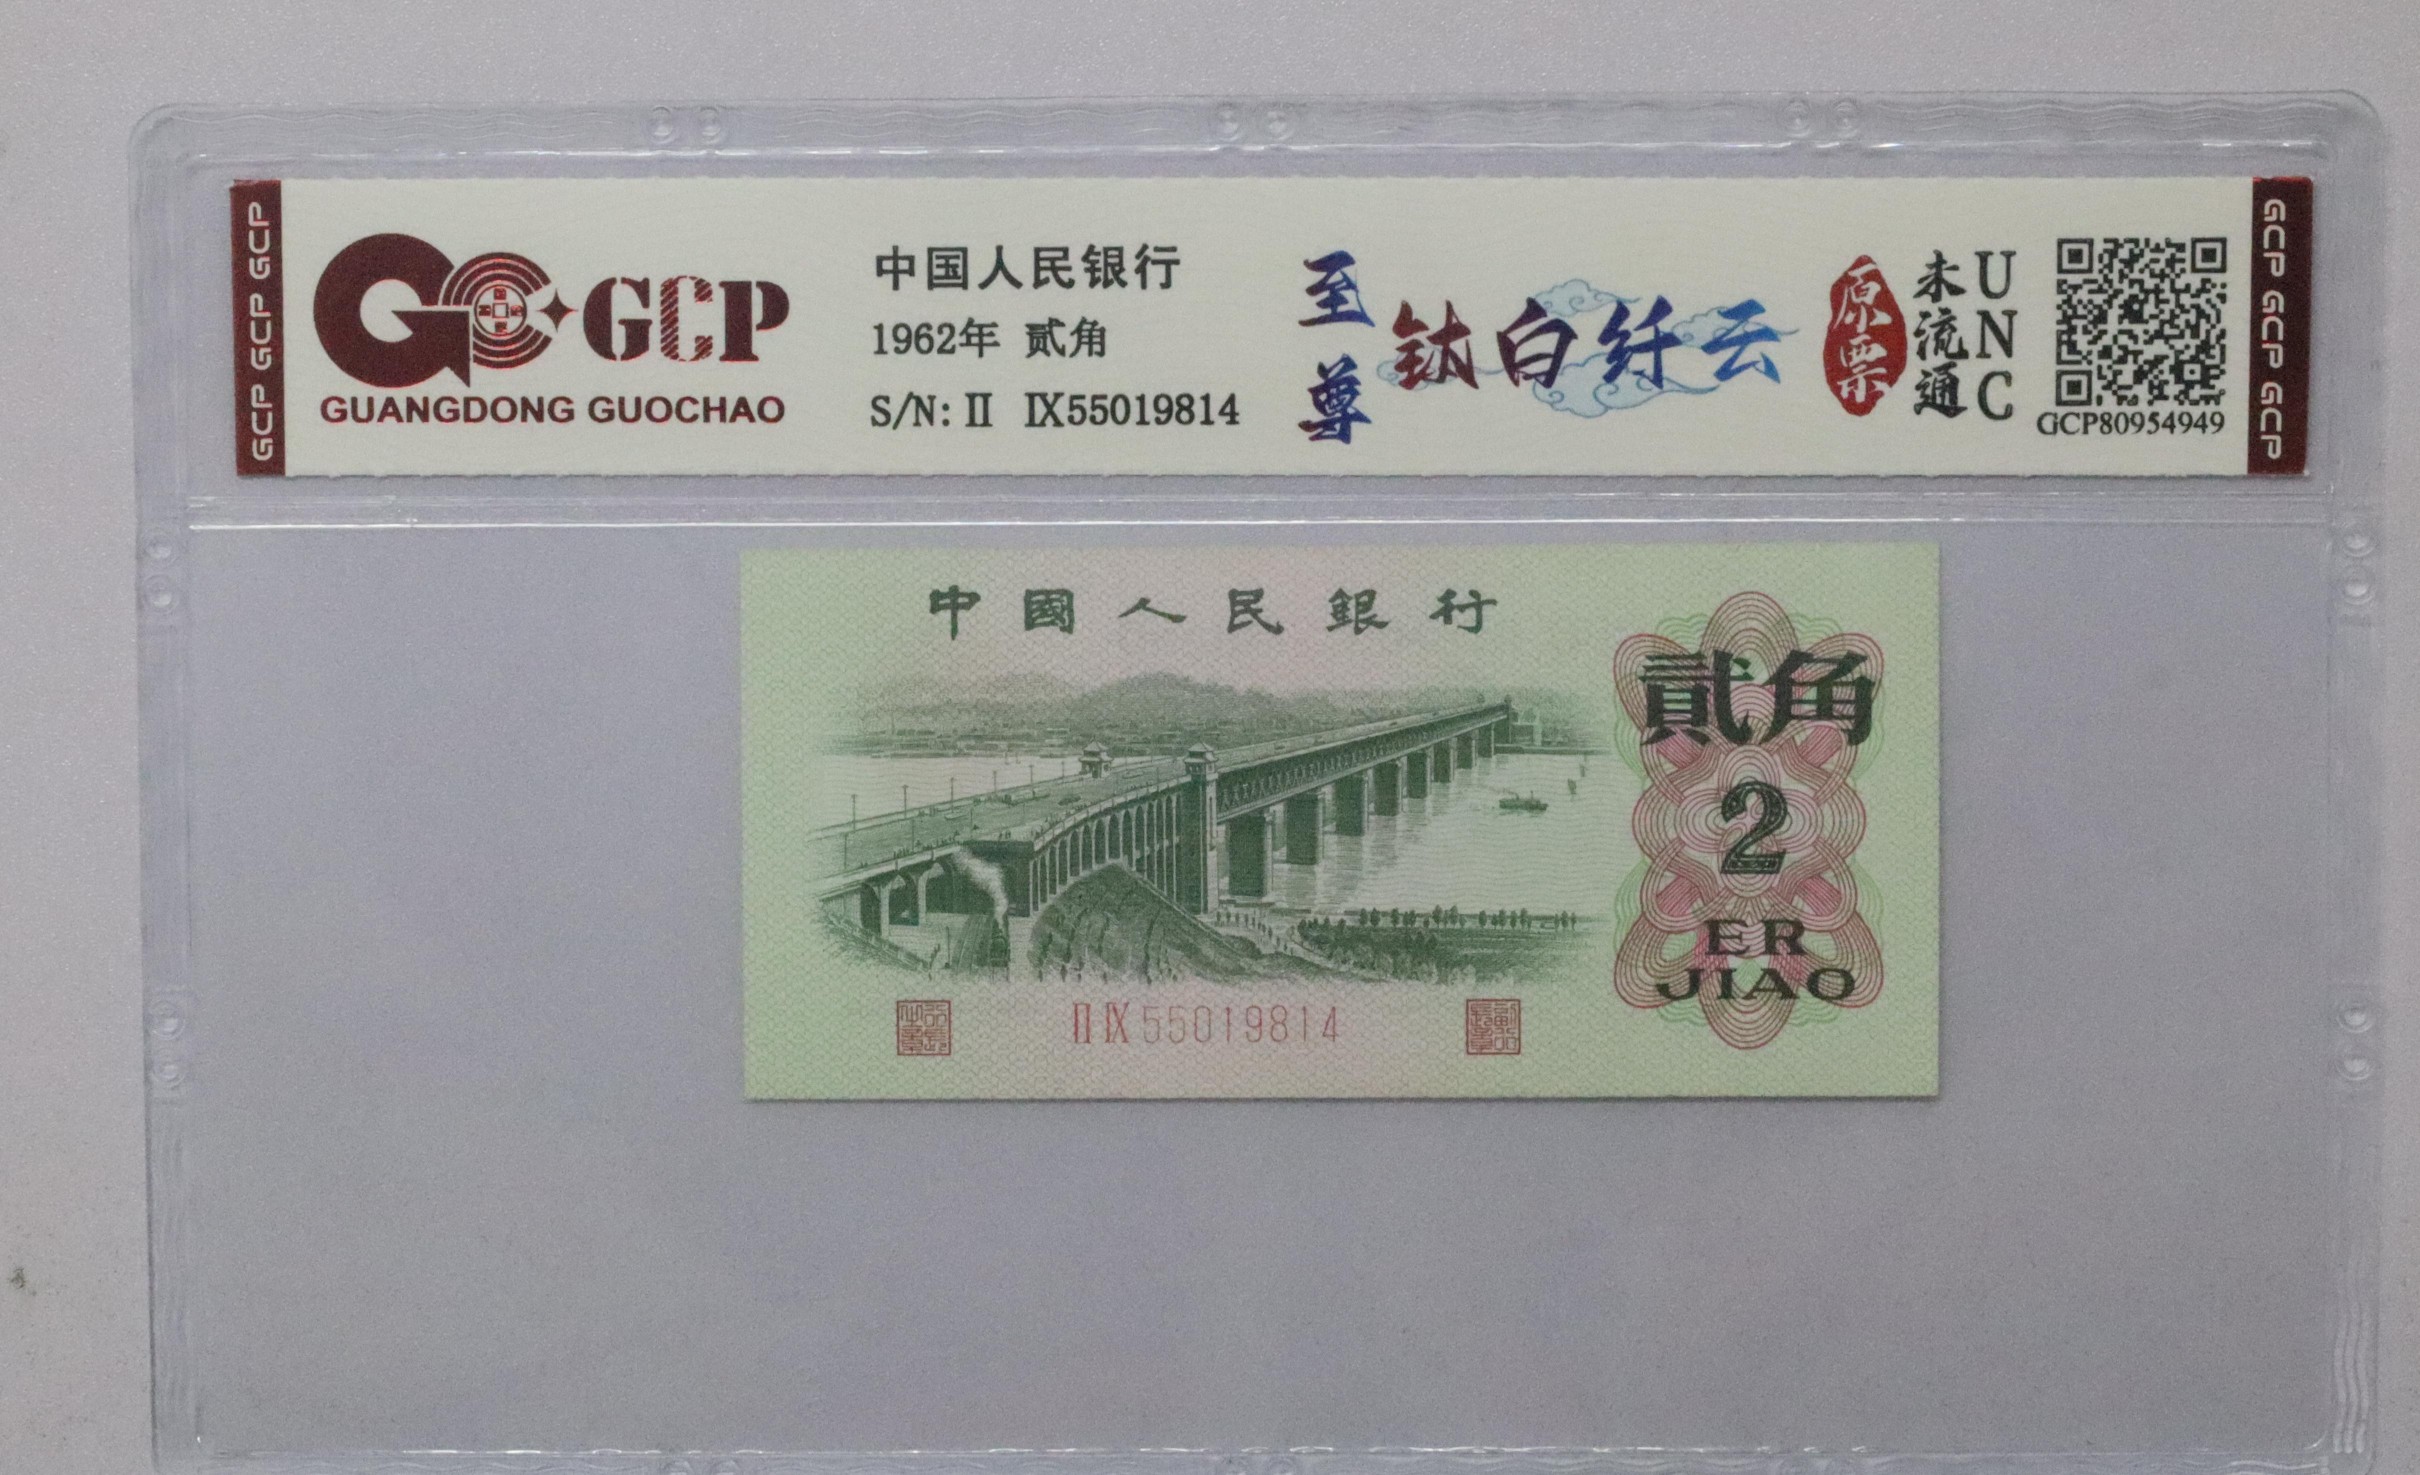 GCP GCP GCP
GCP
GUANGDONG GUOCHAO
中国人民银行
1962年 贰角
S/N: II IX55019814
至尊
钛白纤云
原票
未流通
UNC
GCP80954949
GCP GCP GCP
中國人民銀行
貳角
2
ER
JIAO
II IX 55019814